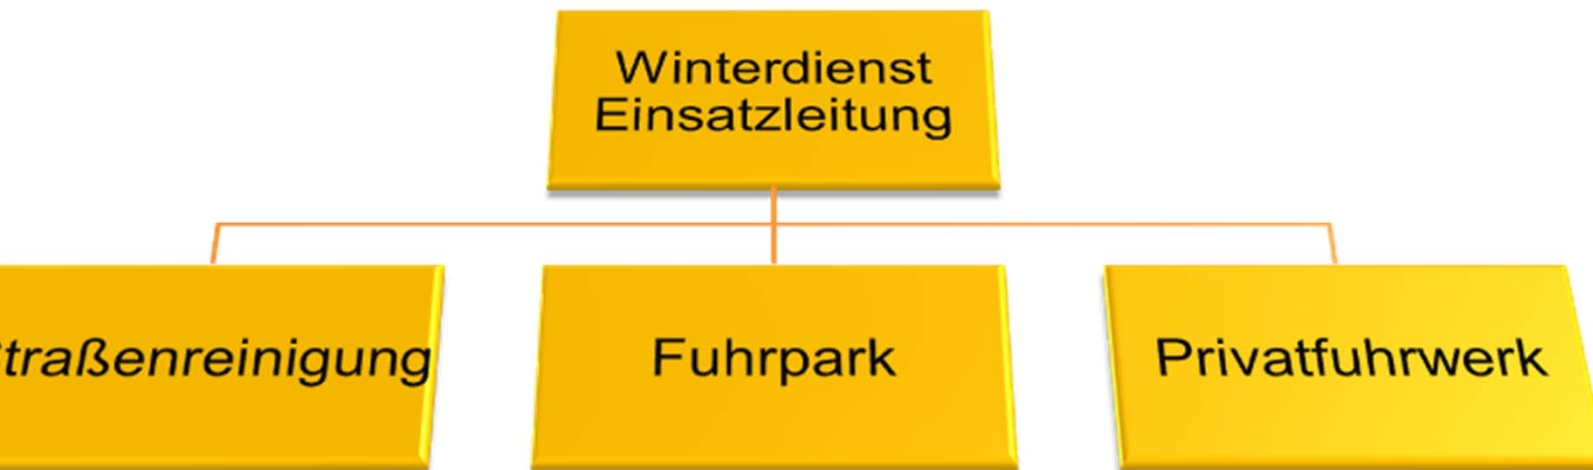 Winterdienst
Einsatzleitung
traßenreinigung
Fuhrpark
Privatfuhrwerk